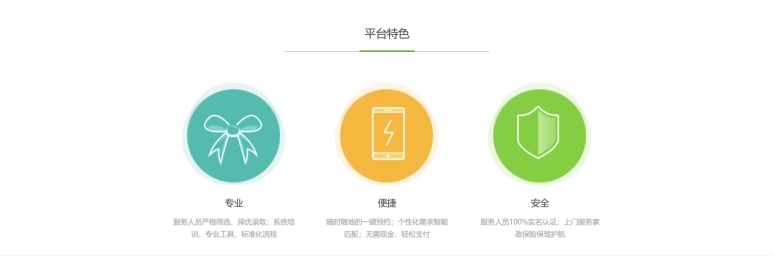 平台特色
专业
服务人员严格筛选、择优录取；系统培
训、专业工具、标准化流程
便捷
随时随地的一键预约；个性化需求智能
匹配；无需现金、轻松支付
安全
服务人员100%实名认证；上门服务家
政保险保驾护航